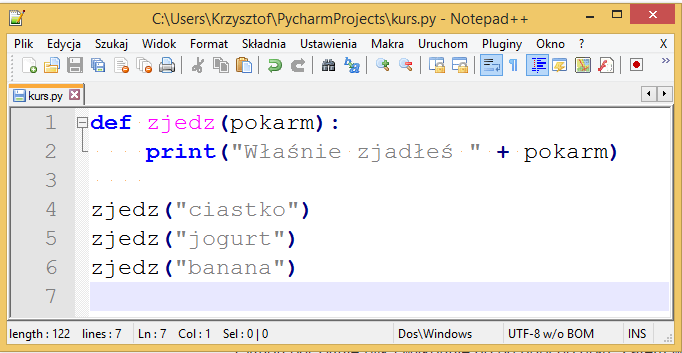 C:\Users\Krzysztof\PycharmProjects\kurs.py - Notepad++
Plik Edycja Szukaj Widok Format Składnia Ustawienia Makra Uruchom Pluginy Okno ? X
kurs.py
1 def zjedz(pokarm):
2 print("Właśnie zjadłeś " + pokarm)
3
4 zjedz("ciastko")
5 zjedz("jogurt")
6 zjedz("banana")
7
length : 122 lines : 7 Ln : 7 Col : 1 Sel : 0 | 0 Dos\Windows UTF-8 w/o BOM INS